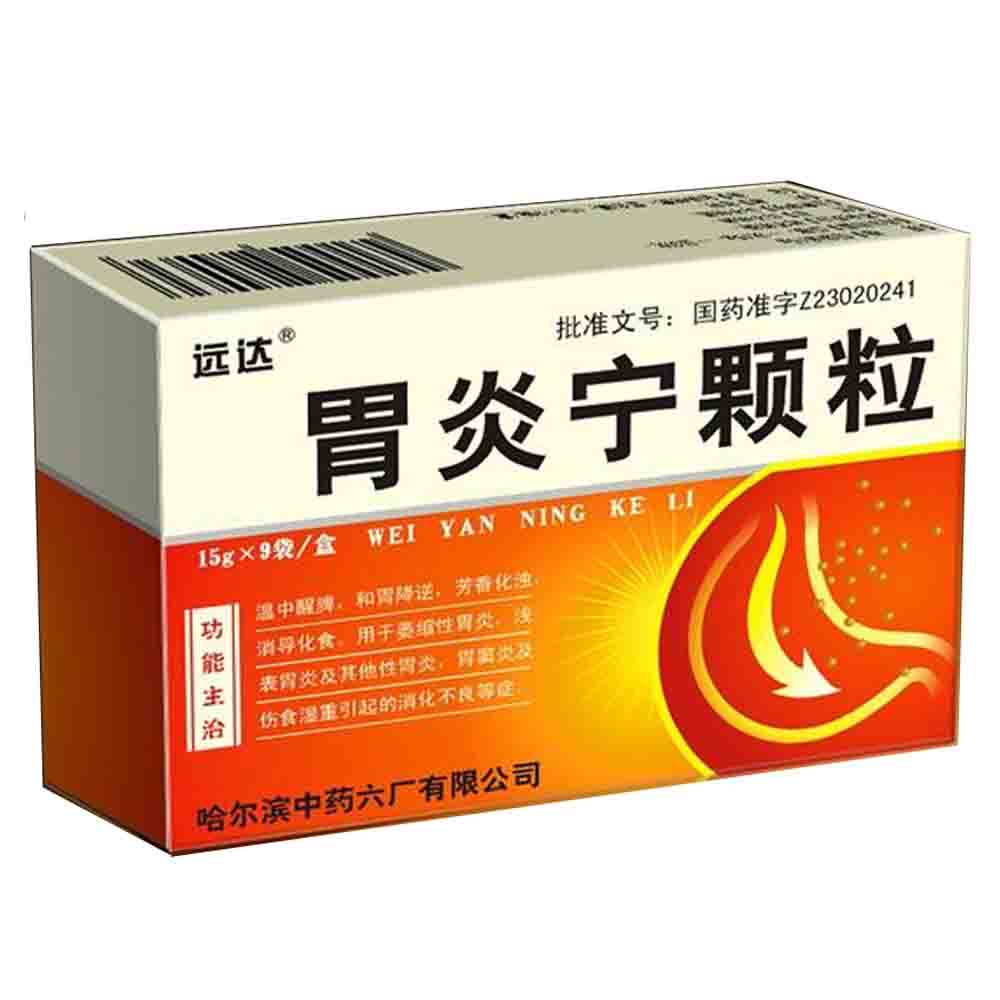 远达®
批准文号：国药准字Z23020241
胃炎宁颗粒
WEI YAN NING KE LI
15g×9袋/盒
功能主治
温中醒脾，和胃降逆，芳香化浊，
消导化食。用于萎缩性胃炎，浅
表胃炎及其他性胃炎，胃窦炎及
伤食湿重引起的消化不良等症。
哈尔滨中药六厂有限公司